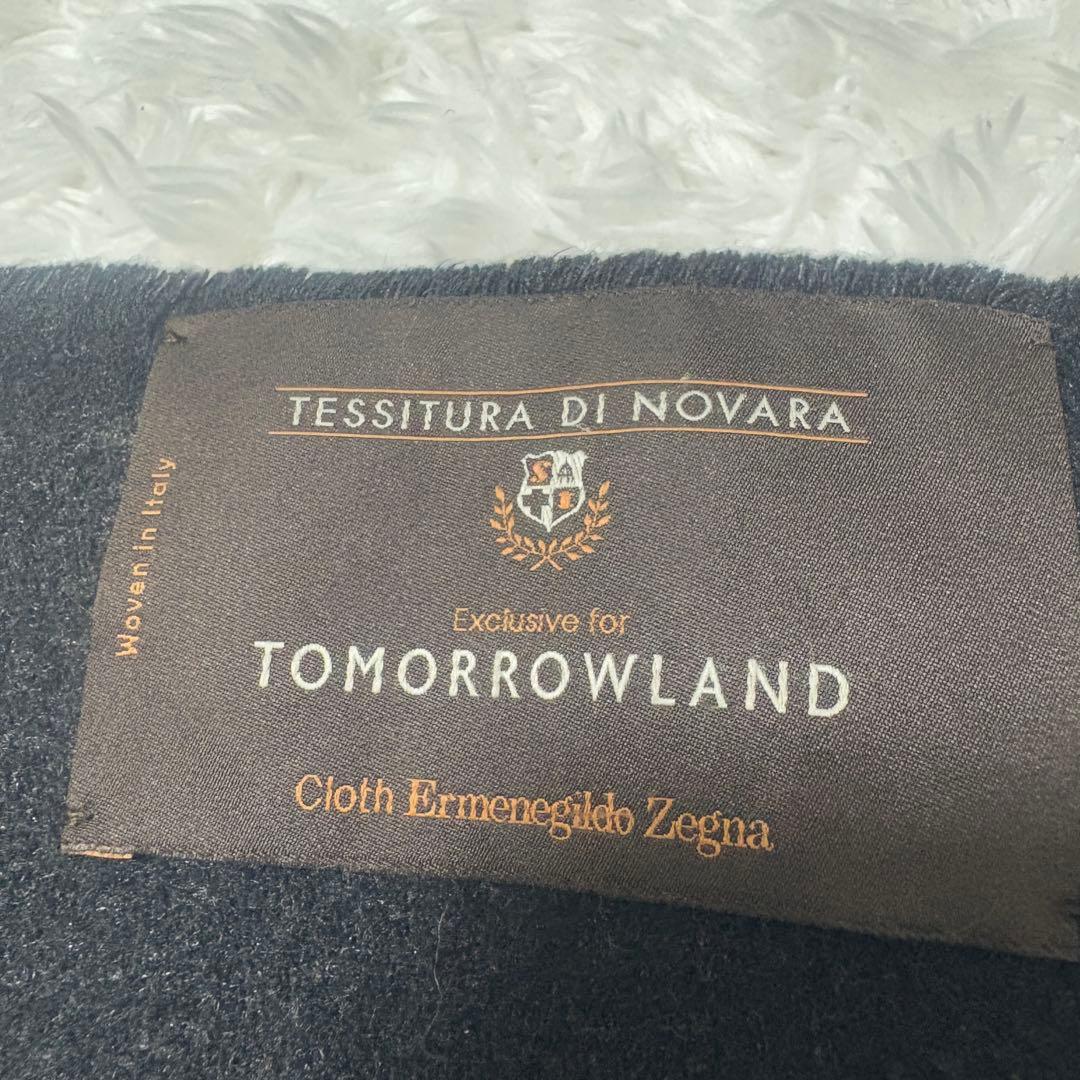 TESSITURA DI NOVARA
Woven in Italy
Exclusive for
TOMORROWLAND
Cloth Ermenegildo Zegna